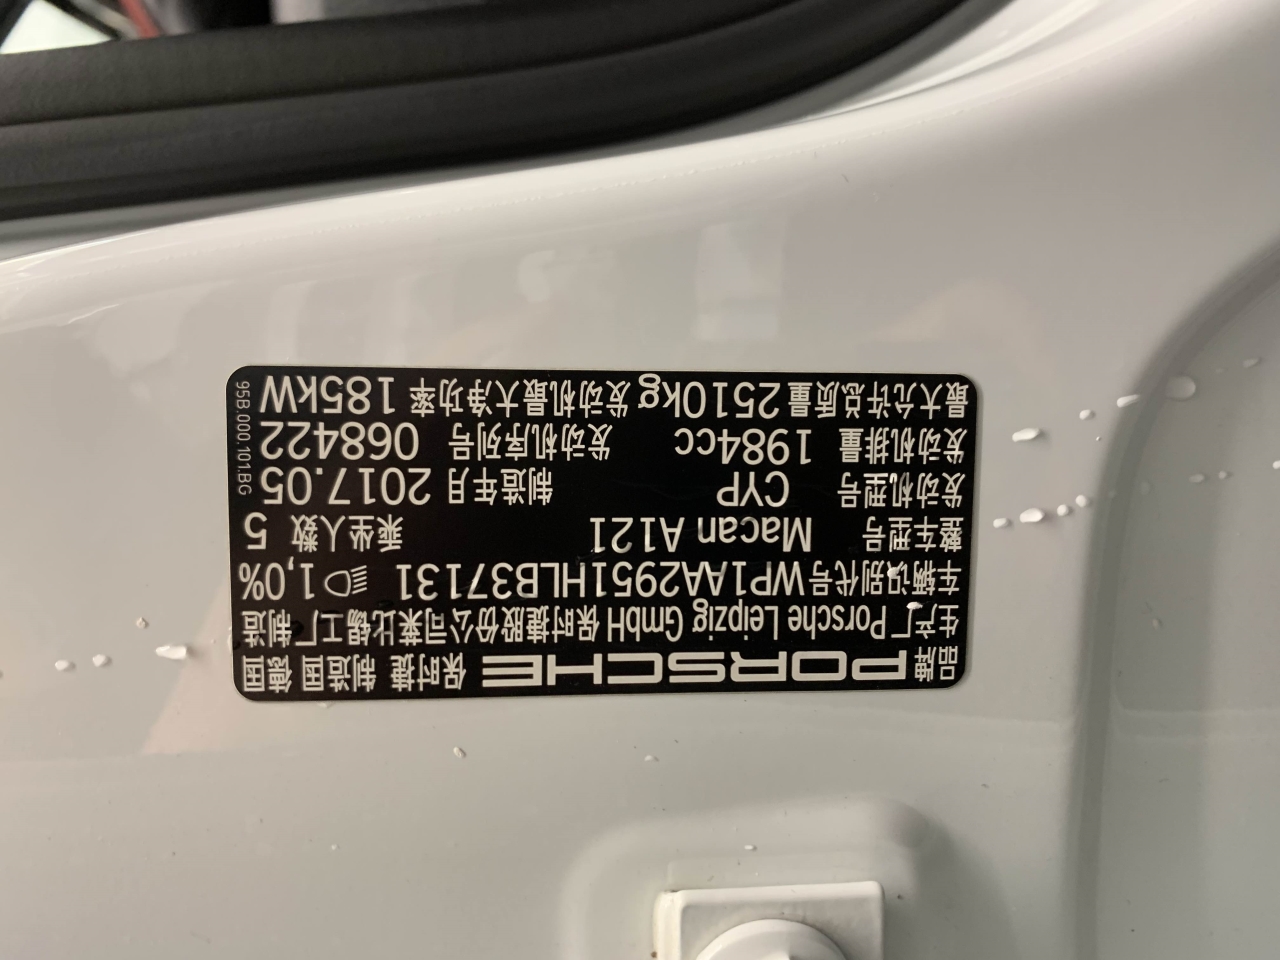 品牌 PORSCHE 保时捷 制造国 德国
生产厂 Porsche Leipzig GmbH 保时捷股份公司莱比锡工厂 制造
车辆识别代号 WP1AA2951HLB37131 1,0%
整车型号 Macan A121 乘坐人数 5
发动机型号 CYP 制造年月 2017.05
发动机排量 1984cc 发动机序列号 068422
最大允许总质量 2510kg 发动机最大净功率 185kW
95B.000.101.BG